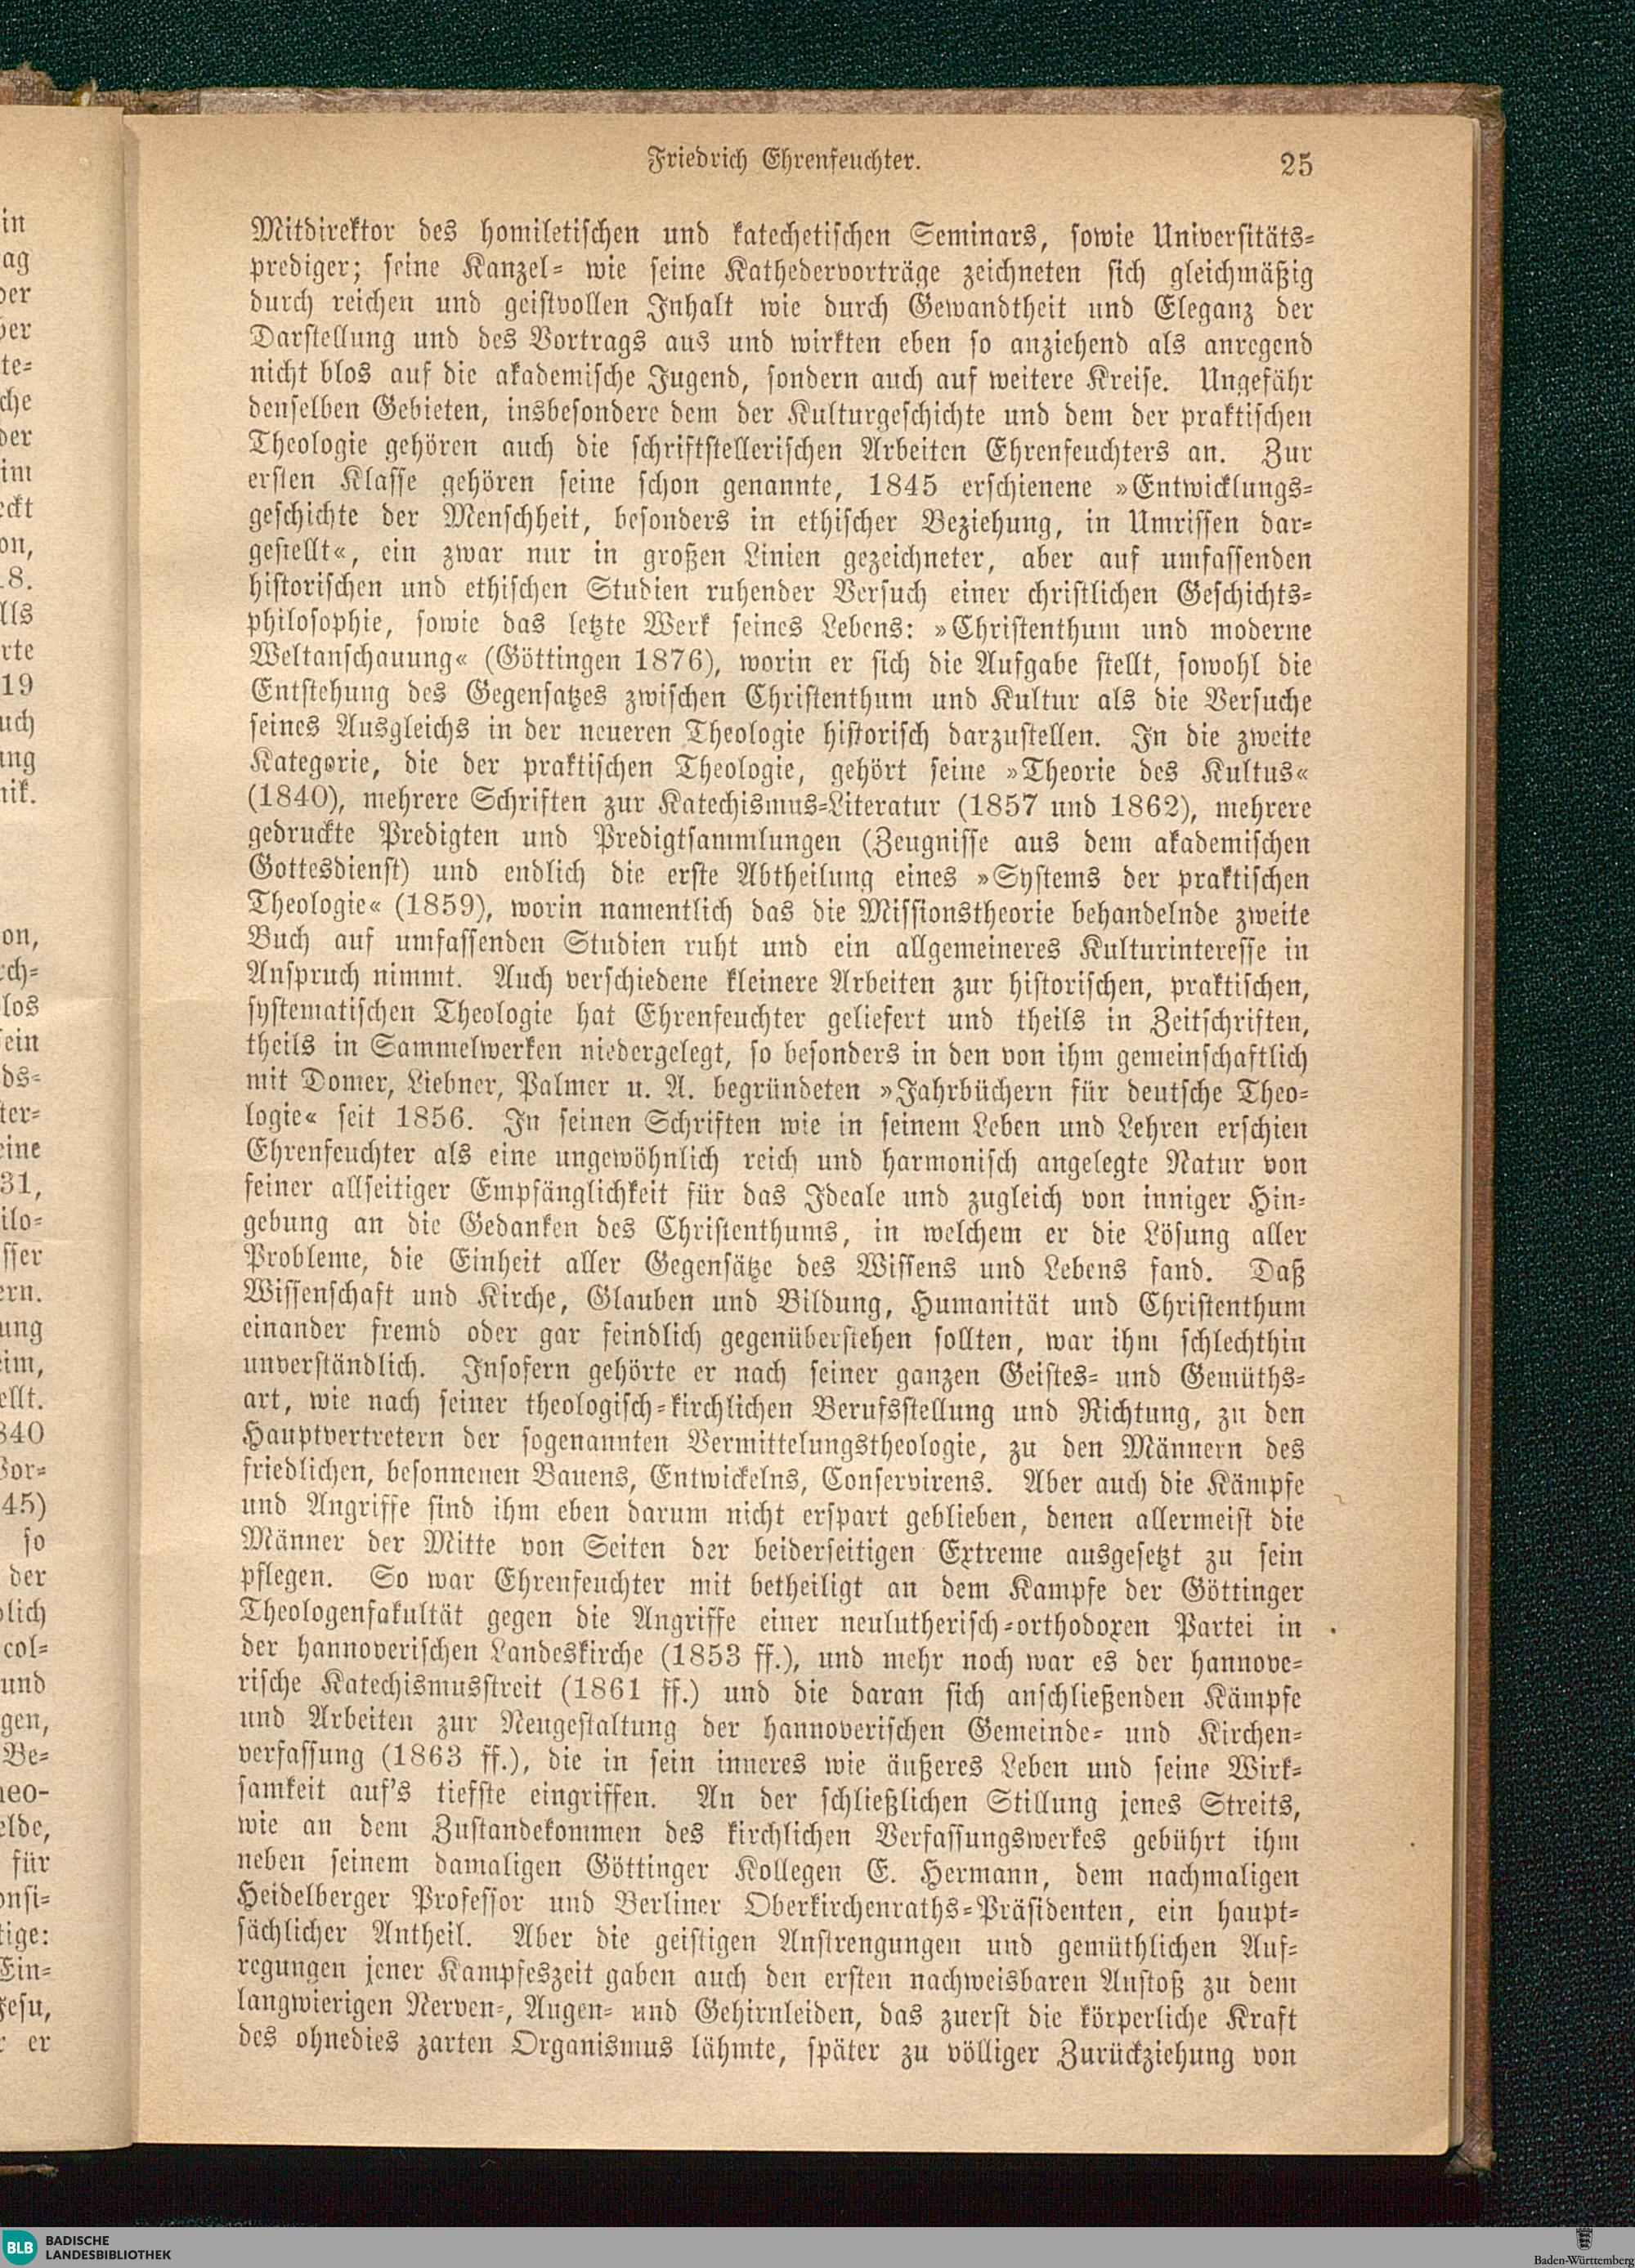 Friedrich Ehrenfeuchter.
25
Mitdirektor des homiletischen und katechetischen Seminars, sowie Universitäts-
prediger; seine Kanzel- wie seine Kathedervorträge zeichneten sich gleichmäßig
durch reichen und geistvollen Inhalt wie durch Gewandtheit und Eleganz der
Darstellung und des Vortrags aus und wirkten eben so anziehend als anregend
nicht blos auf die akademische Jugend, sondern auch auf weitere Kreise. Ungefähr
denselben Gebieten, insbesondere dem der Kulturgeschichte und dem der praktischen
Theologie gehören auch die schriftstellerischen Arbeiten Ehrenfeuchters an. Zur
ersten Klasse gehören seine schon genannte, 1845 erschienene »Entwicklungs-
geschichte der Menschheit, besonders in ethischer Beziehung, in Umrissen dar-
gestellt«, ein zwar nur in großen Linien gezeichneter, aber auf umfassenden
historischen und ethischen Studien ruhender Versuch einer christlichen Geschichts-
philosophie, sowie das letzte Werk seines Lebens: »Christenthum und moderne
Weltanschauung« (Göttingen 1876), worin er sich die Aufgabe stellt, sowohl die
Entstehung des Gegensatzes zwischen Christenthum und Kultur als die Versuche
seines Ausgleichs in der neueren Theologie historisch darzustellen. In die zweite
Kategorie, die der praktischen Theologie, gehört seine »Theorie des Kultus«
(1840), mehrere Schriften zur Katechismus-Literatur (1857 und 1862), mehrere
gedruckte Predigten und Predigtsammlungen (Zeugnisse aus dem akademischen
Gottesdienst) und endlich die erste Abtheilung eines »Systems der praktischen
Theologie« (1859), worin namentlich das die Missionstheorie behandelnde zweite
Buch auf umfassenden Studien ruht und ein allgemeineres Kulturinteresse in
Anspruch nimmt. Auch verschiedene kleinere Arbeiten zur historischen, praktischen,
systematischen Theologie hat Ehrenfeuchter geliefert und theils in Zeitschriften,
theils in Sammelwerken niedergelegt, so besonders in den von ihm gemeinschaftlich
mit Domer, Liebner, Palmer u. A. begründeten »Jahrbüchern für deutsche Theo-
logie« seit 1856. In seinen Schriften wie in seinem Leben und Lehren erschien
Ehrenfeuchter als eine ungewöhnlich reich und harmonisch angelegte Natur von
feiner allseitiger Empfänglichkeit für das Ideale und zugleich von inniger Hin-
gebung an die Gedanken des Christenthums, in welchem er die Lösung aller
Probleme, die Einheit aller Gegensätze des Wissens und Lebens fand. Daß
Wissenschaft und Kirche, Glauben und Bildung, Humanität und Christenthum
einander fremd oder gar feindlich gegenüberstehen sollten, war ihm schlechthin
unverständlich. Insofern gehörte er nach seiner ganzen Geistes- und Gemüths-
art, wie nach seiner theologisch-kirchlichen Berufsstellung und Richtung, zu den
Hauptvertretern der sogenannten Vermittelungstheologie, zu den Männern des
friedlichen, besonnenen Bauens, Entwickelns, Conservirens. Aber auch die Kämpfe
und Angriffe sind ihm eben darum nicht erspart geblieben, denen allermeist die
Männer der Mitte von Seiten der beiderseitigen Extreme ausgesetzt zu sein
pflegen. So war Ehrenfeuchter mit betheiligt an dem Kampfe der Göttinger
Theologenfakultät gegen die Angriffe einer neulutherisch-orthodoxen Partei in
der hannoverischen Landeskirche (1853 ff.), und mehr noch war es der hannove-
rische Katechismusstreit (1861 ff.) und die daran sich anschließenden Kämpfe
und Arbeiten zur Neugestaltung der hannoverischen Gemeinde- und Kirchen-
verfassung (1863 ff.), die in sein inneres wie äußeres Leben und seine Wirk-
samkeit auf's tiefste eingriffen. An der schließlichen Stillung jenes Streits,
wie an dem Zustandekommen des kirchlichen Verfassungswerkes gebührt ihm
neben seinem damaligen Göttinger Kollegen E. Hermann, dem nachmaligen
Heidelberger Professor und Berliner Oberkirchenraths-Präsidenten, ein haupt-
sächlicher Antheil. Aber die geistigen Anstrengungen und gemüthlichen Auf-
regungen jener Kampfeszeit gaben auch den ersten nachweisbaren Anstoß zu dem
langwierigen Nerven-, Augen- und Gehirnleiden, das zuerst die körperliche Kraft
des ohnedies zarten Organismus lähmte, später zu völliger Zurückziehung von
BLB BADISCHE
LANDESBIBLIOTHEK
Baden-Württemberg